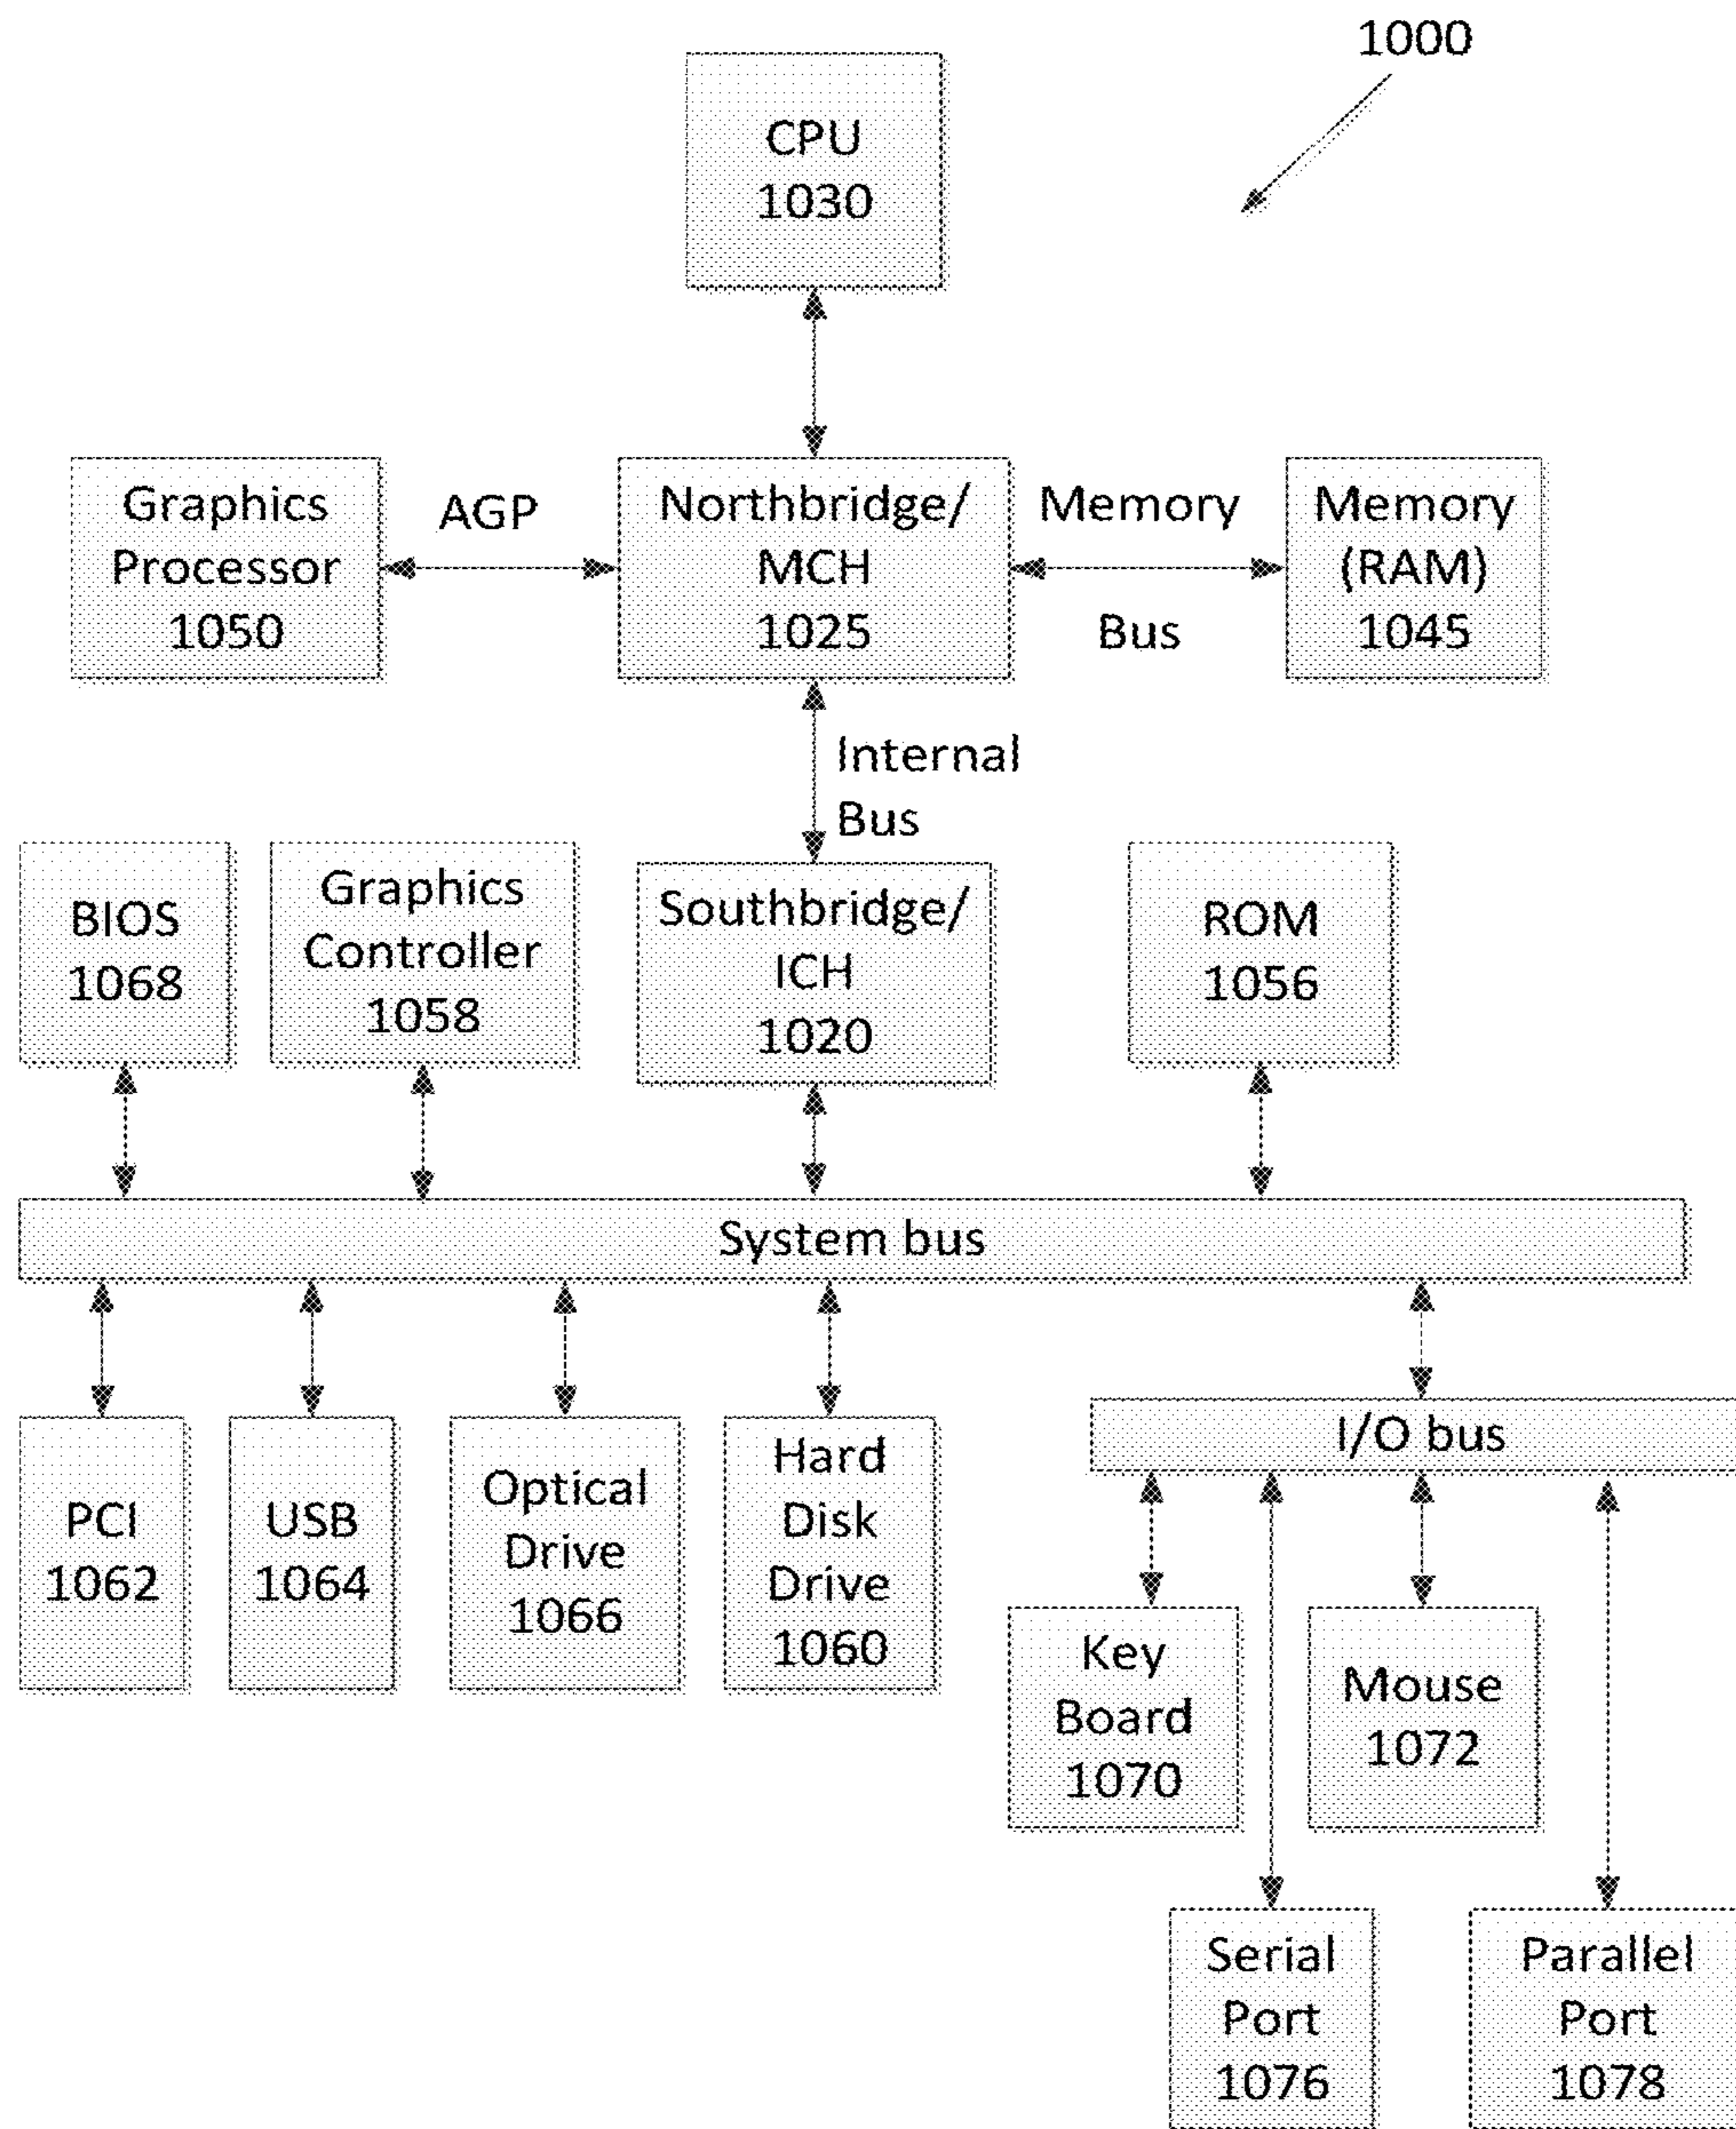 1000
CPU
1030
Graphics
Processor
1050
AGP
Northbridge/
MCH
1025
Memory
Bus
Memory
(RAM)
1045
Internal
Bus
BIOS
1068
Graphics
Controller
1058
Southbridge/
ICH
1020
ROM
1056
System bus
PCI
1062
USB
1064
Optical
Drive
1066
Hard
Disk
Drive
1060
I/O bus
Key
Board
1070
Mouse
1072
Serial
Port
1076
Parallel
Port
1078